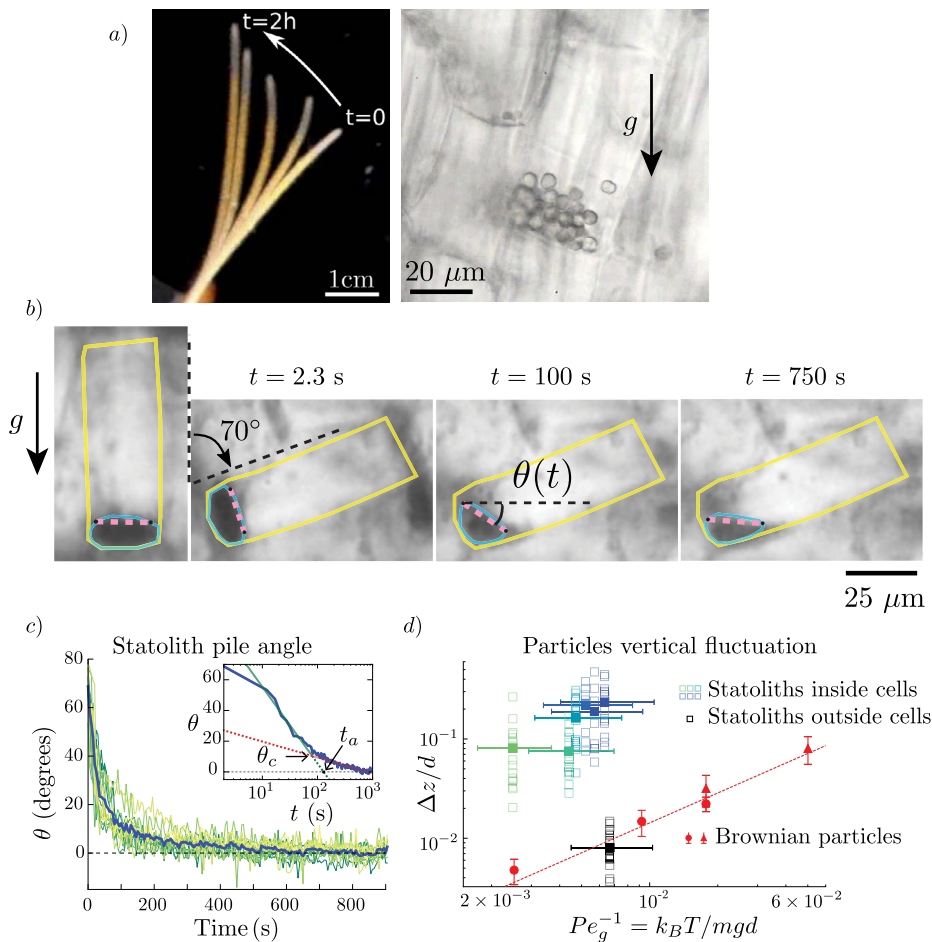 a)
t=2h
t=0
1cm
g
20 μm
b)
g
70°
t = 2.3 s
t = 100 s
θ(t)
t = 750 s
25 μm
c)
Statolith pile angle
θ (degrees)
80
60
40
20
0
0
200
400
600
800
Time (s)
θ
60
40
20
0
θ_c
t_a
10^1
10^2
10^3
t (s)
d)
Particles vertical fluctuation
Δz/d
10^{-1}
10^{-2}
Statoliths inside cells
Statoliths outside cells
Brownian particles
2 × 10^{-3}
10^{-2}
6 × 10^{-2}
Pe_g^{-1} = k_BT/mgd